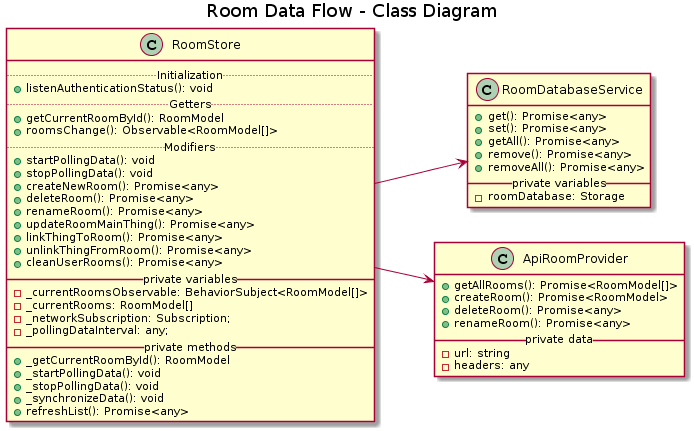 Room Data Flow - Class Diagram
C RoomStore
Initialization
listenAuthenticationStatus(): void
Getters
getCurrentRoomById(): RoomModel
roomsChange(): Observable<RoomModel[]>
Modifiers
startPollingData(): void
stopPollingData(): void
createNewRoom(): Promise<any>
deleteRoom(): Promise<any>
renameRoom(): Promise<any>
updateRoomMainThing(): Promise<any>
linkThingToRoom(): Promise<any>
unlinkThingFromRoom(): Promise<any>
cleanUserRooms(): Promise<any>
private variables
_currentRoomsObservable: BehaviorSubject<RoomModel[]>
_currentRooms: RoomModel[]
_networkSubscription: Subscription;
_pollingDataInterval: any;
private methods
_getCurrentRoomById(): RoomModel
_startPollingData(): void
_stopPollingData(): void
_synchronizeData(): void
refreshList(): Promise<any>
C RoomDatabaseService
get(): Promise<any>
set(): Promise<any>
getAll(): Promise<any>
remove(): Promise<any>
removeAll(): Promise<any>
private variables
roomDatabase: Storage
C ApiRoomProvider
getAllRooms(): Promise<RoomModel[]>
createRoom(): Promise<RoomModel>
deleteRoom(): Promise<any>
renameRoom(): Promise<any>
private data
url: string
headers: any